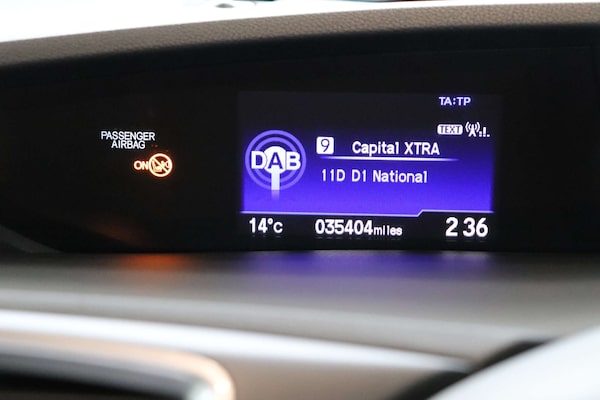 TA:TP
PASSENGER
AIRBAG
ON
TEXT
DAB
9 Capital XTRA
11D D1 National
14°C 035404miles 2 36